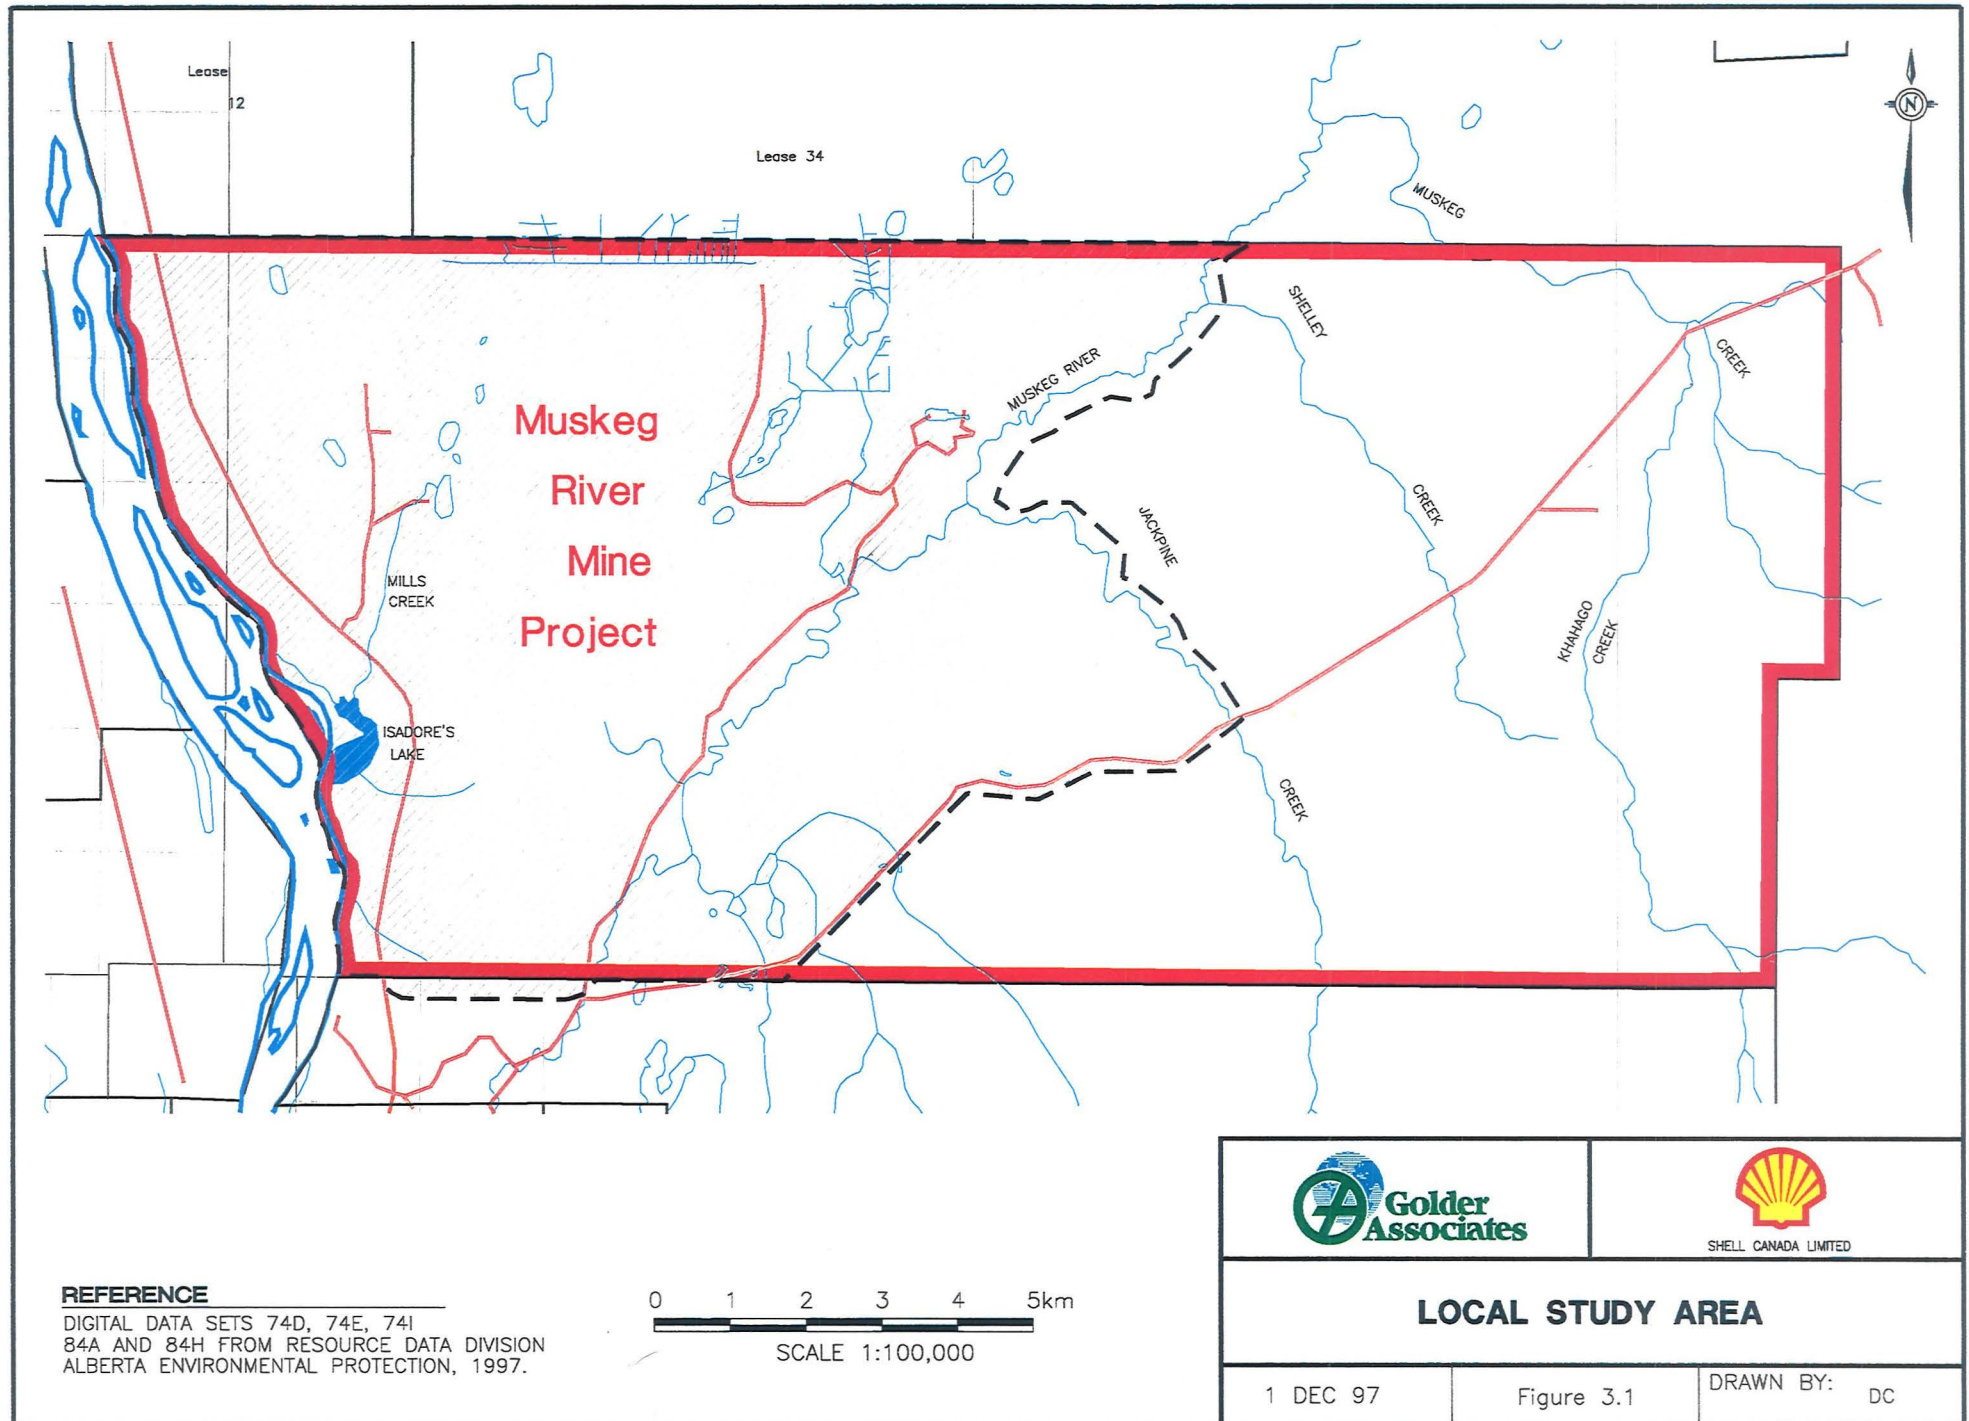 Lease
12
Lease 34
N
MUSKEG
SHELLEY
CREEK
MUSKEG RIVER
Muskeg
River
Mine
Project
CREEK
JACKPINE
MILLS
CREEK
KHAHAGO
CREEK
ISADORE'S
LAKE
CREEK
Golder
Associates
SHELL CANADA LIMITED
REFERENCE
DIGITAL DATA SETS 74D, 74E, 74I
84A AND 84H FROM RESOURCE DATA DIVISION
ALBERTA ENVIRONMENTAL PROTECTION, 1997.
0 1 2 3 4 5km
SCALE 1:100,000
LOCAL STUDY AREA
1 DEC 97
Figure 3.1
DRAWN BY: DC